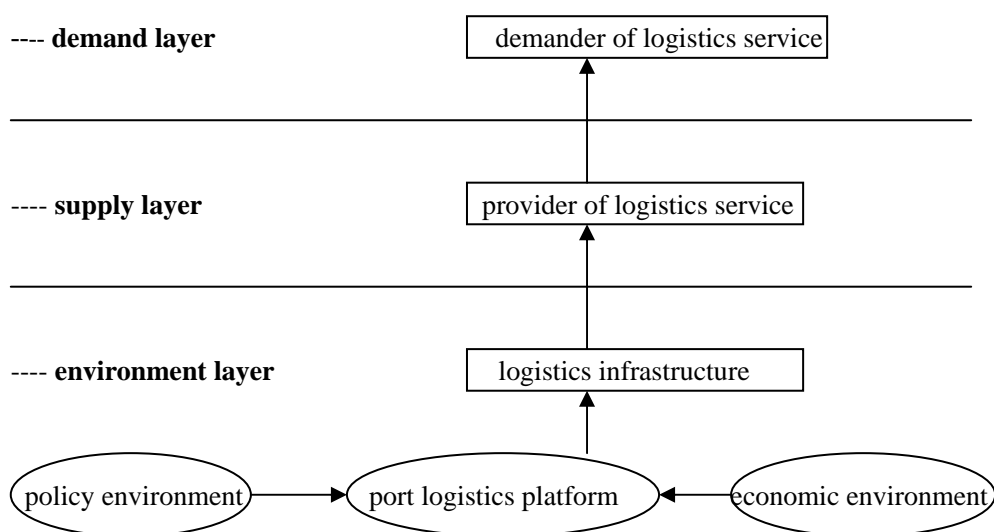 ---- demand layer
demander of logistics service
---- supply layer
provider of logistics service
---- environment layer
logistics infrastructure
policy environment
port logistics platform
economic environment